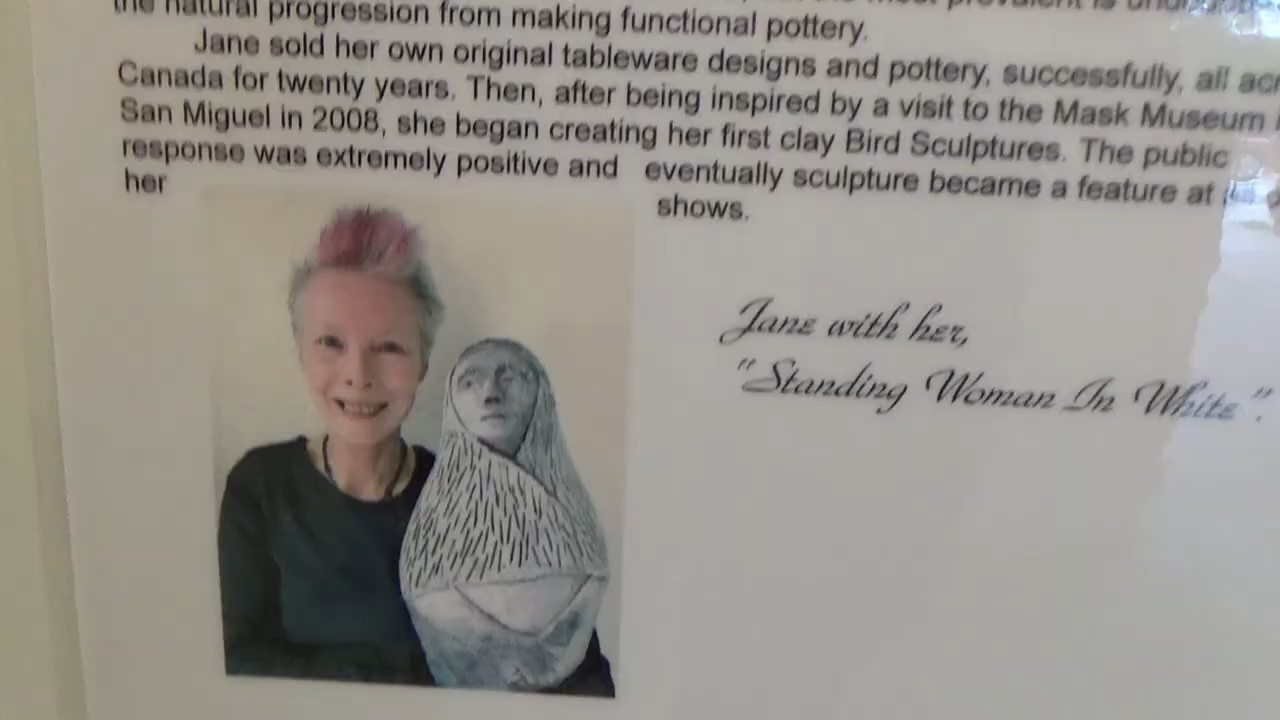 the natural progression from making functional pottery.
Jane sold her own original tableware designs and pottery, successfully, all
Canada for twenty years. Then, after being inspired by a visit to the Mask Museum
San Miguel in 2008, she began creating her first clay Bird Sculptures. The public
response was extremely positive and eventually sculpture became a feature at
her shows.
Jane with her,
"Standing Woman In White".